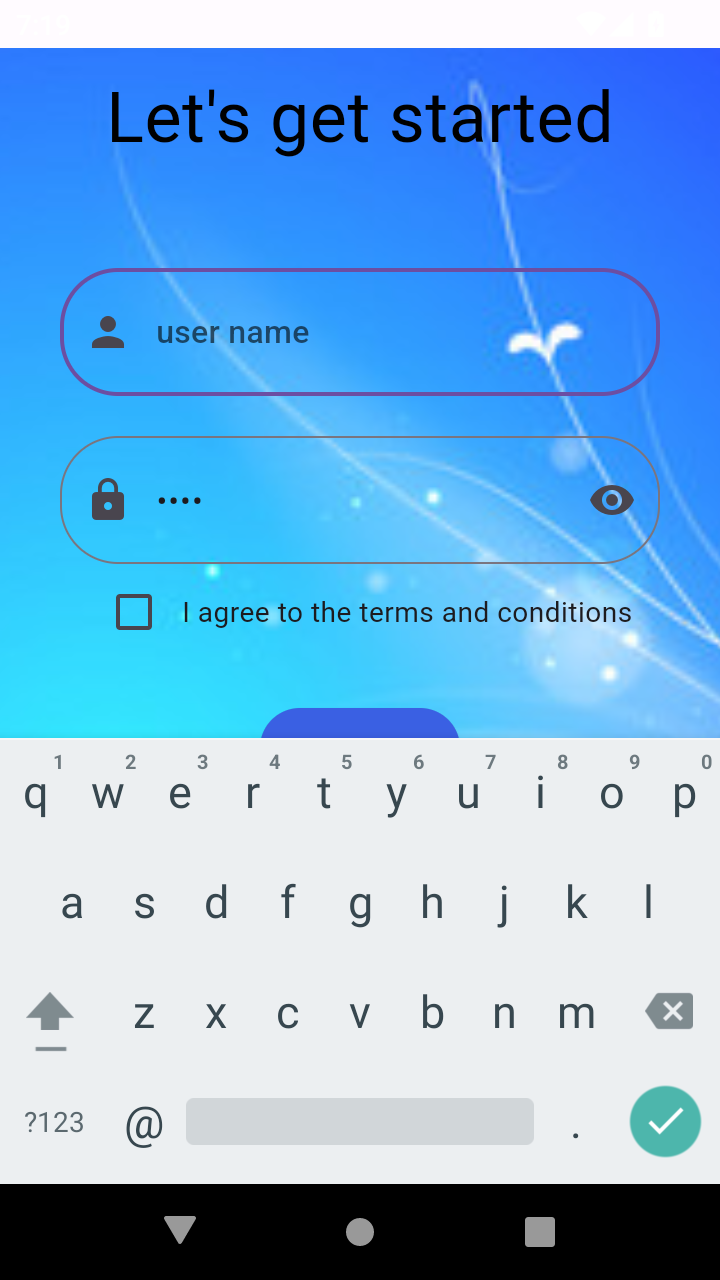 Let's get started
user name
••••
I agree to the terms and conditions
1 2 3 4 5 6 7 8 9 0
q w e r t y u i o p
a s d f g h j k l
z x c v b n m
?123 @ .